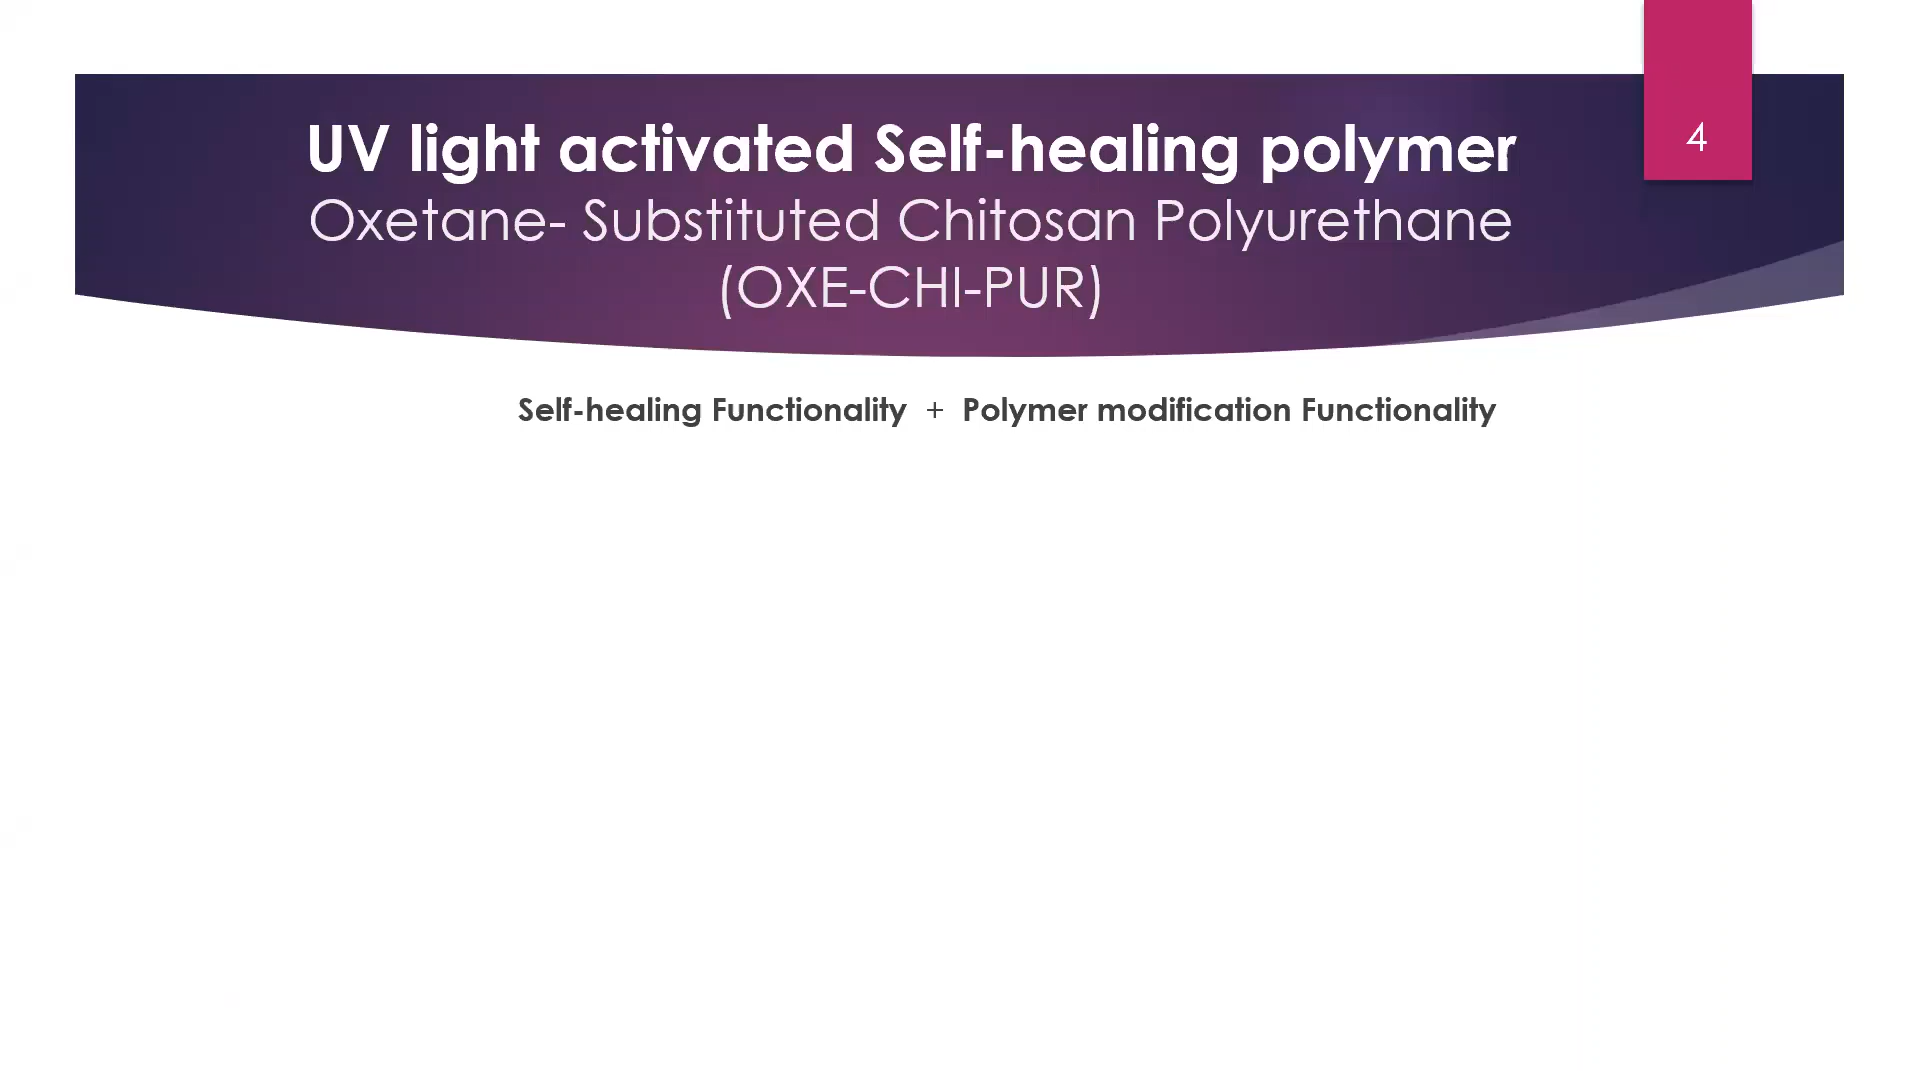 4
UV light activated Self-healing polymer
Oxetane- Substituted Chitosan Polyurethane
(OXE-CHI-PUR)
Self-healing Functionality + Polymer modification Functionality